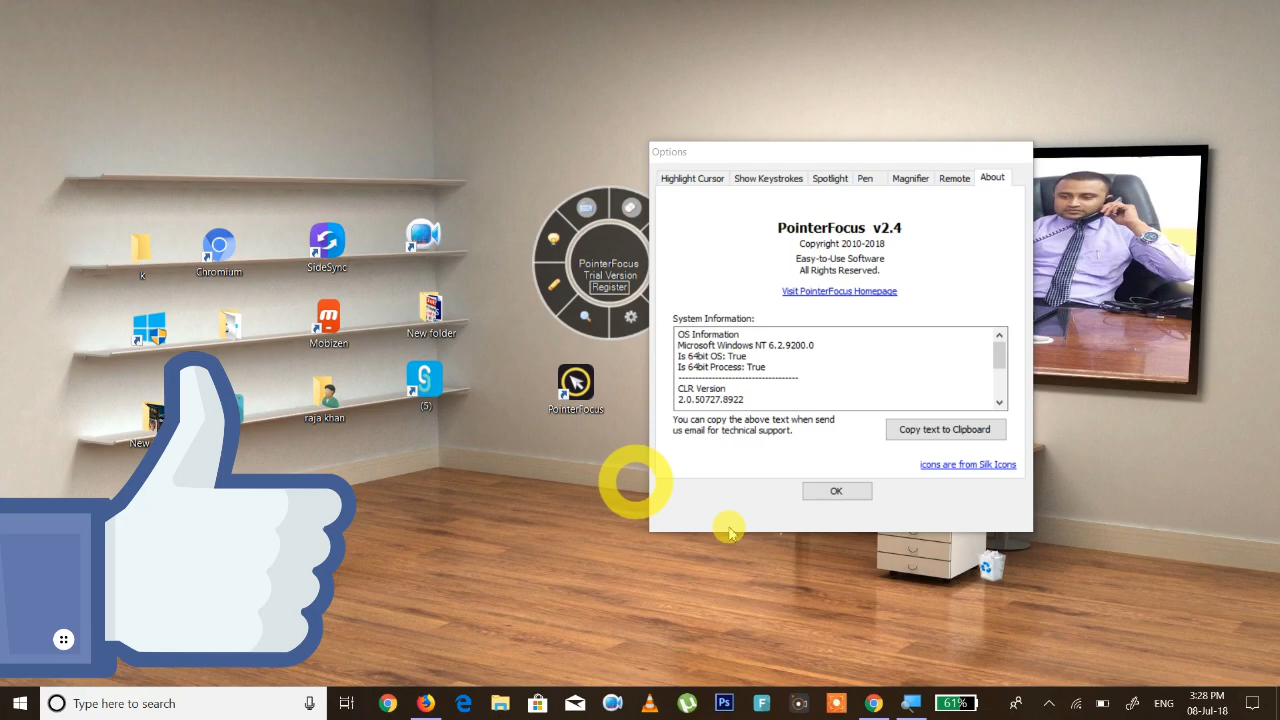 Options
Highlight Cursor
Show Keystrokes
Spotlight
Pen
Magnifier
Remote
About
PointerFocus v2.4
Copyright 2010-2018
Easy-to-Use Software
All Rights Reserved.
Visit PointerFocus Homepage
System Information:
OS Information
Microsoft Windows NT 6.2.9200.0
Is 64bit OS: True
Is 64bit Process: True
------------------------------------
CLR Version
2.0.50727.8922
You can copy the above text when send
us email for technical support.
Copy text to Clipboard
icons are from Silk Icons
OK
PointerFocus
Trial Version
Register
K
Chromium
SideSync
Mobizen
New folder
New
raja khan
(5)
PointerFocus
Type here to search
Ps
F
61%
ENG
3:28 PM
08-Jul-18